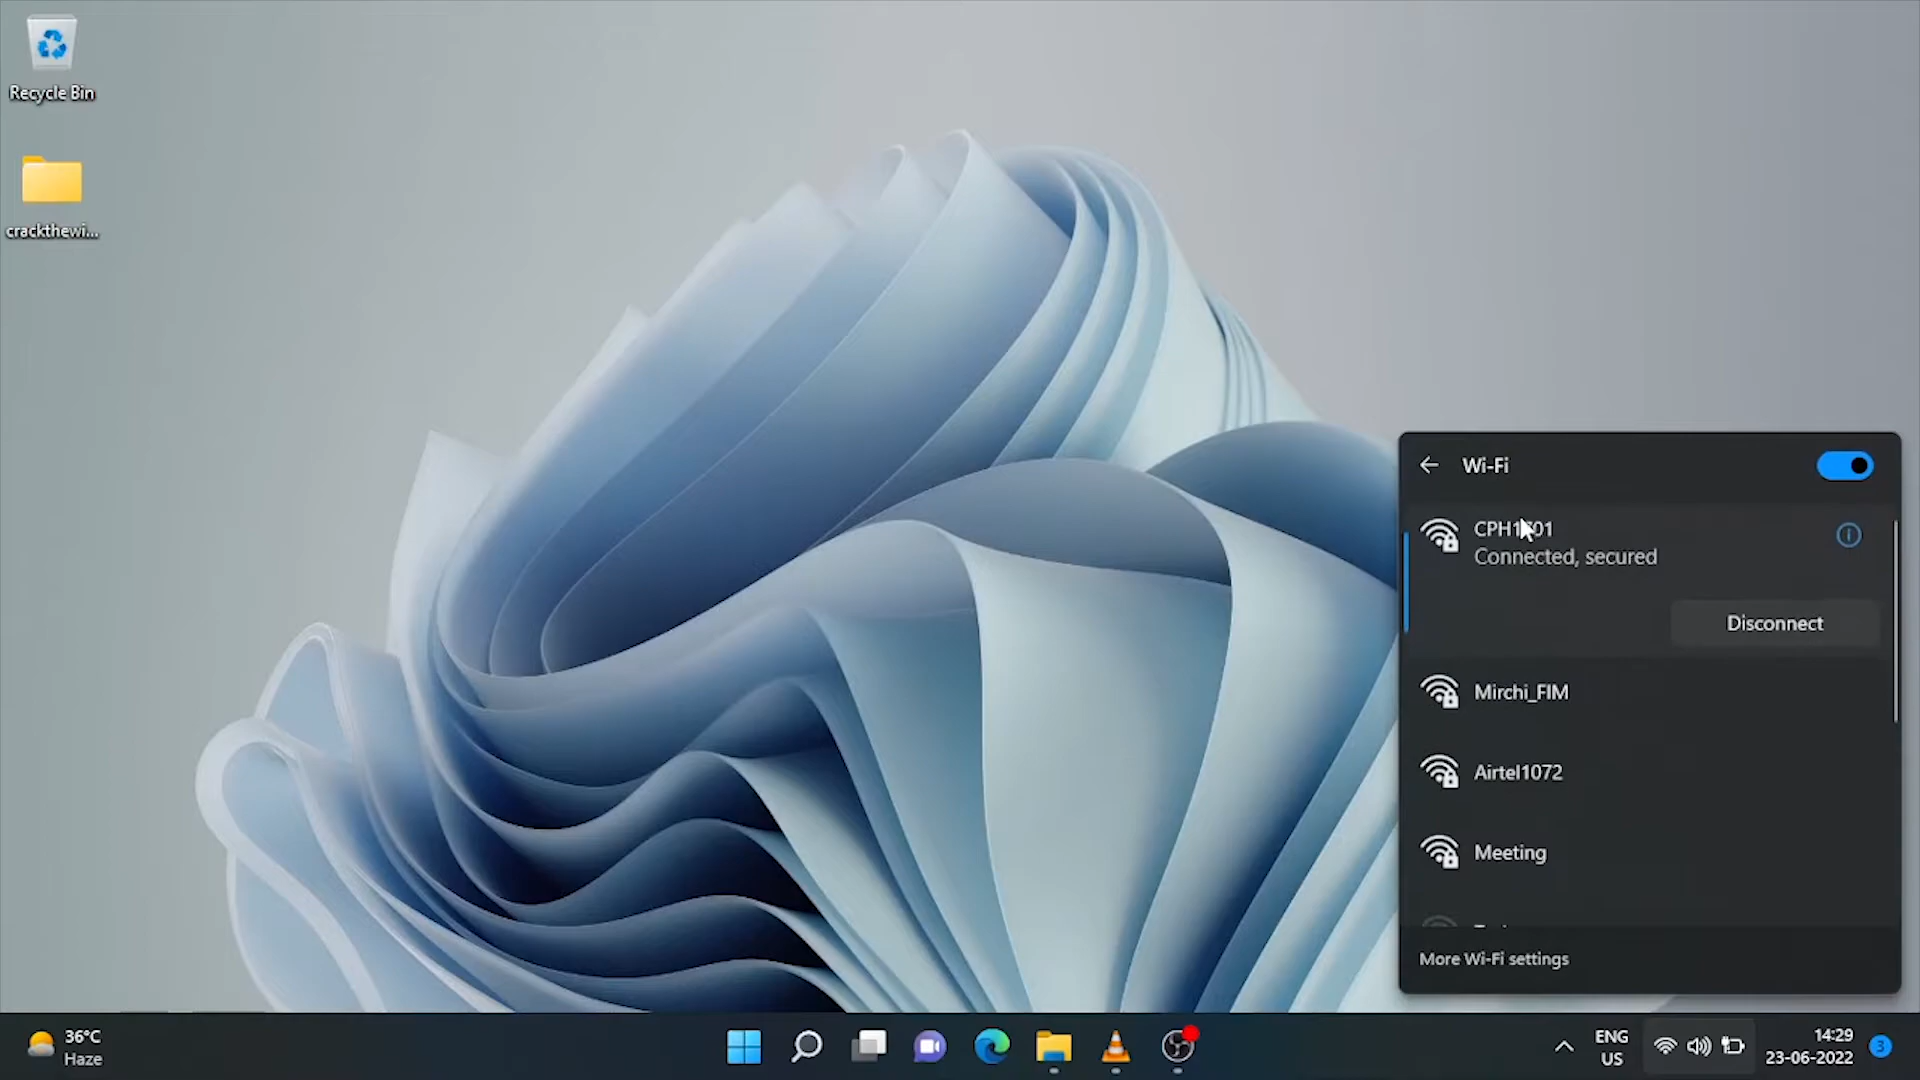 Recycle Bin
crackthewi...
Wi-Fi
Connected, secured
Disconnect
Mirchi_FIM
Airtel1072
Meeting
More Wi-Fi settings
36°C
Haze
ENG
US
14:29
23-06-2022
3